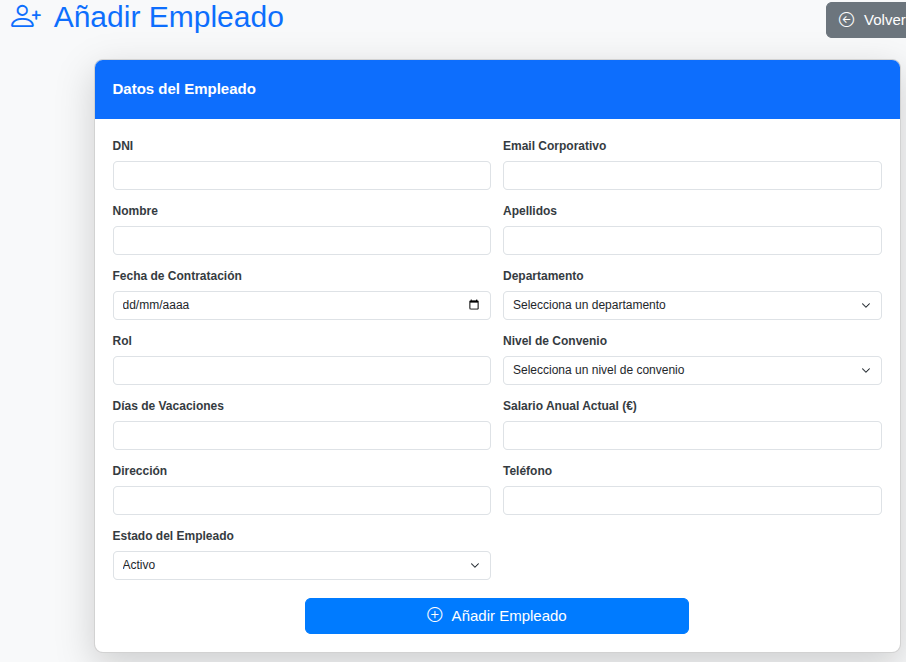 Añadir Empleado
Volver
Datos del Empleado
DNI
Email Corporativo
Nombre
Apellidos
Fecha de Contratación
Departamento
dd/mm/aaaa
Selecciona un departamento
Rol
Nivel de Convenio
Selecciona un nivel de convenio
Días de Vacaciones
Salario Anual Actual (€)
Dirección
Teléfono
Estado del Empleado
Activo
Añadir Empleado